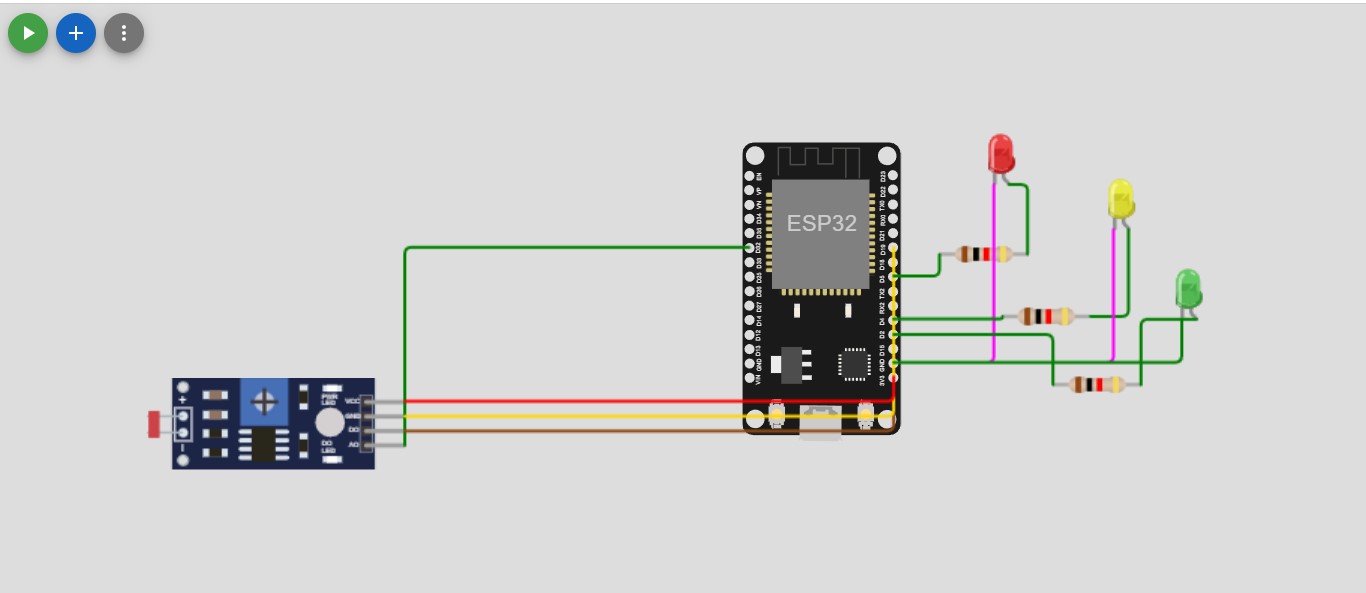 ESP32
EN
VP
VN
D34
D35
D32
D33
D25
D26
D27
D14
D12
D13
GND
VIN
D23
D22
TX0
RX0
D21
D19
D18
D5
TX2
RX2
D4
D2
D15
GND
3V3
+
PWR
LED
DO
LED
VCC
GND
DO
AO